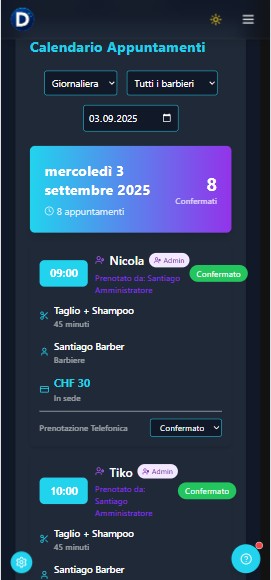 D
Calendario Appuntamenti
Giornaliera
Tutti i barbieri
03.09.2025
mercoledì 3
settembre 2025
8 appuntamenti
8
Confermati
09:00
Nicola
Admin
Prenotato da: Santiago
Amministratore
Confermato
Taglio + Shampoo
45 minuti
Santiago Barber
Barbiere
CHF 30
In sede
Prenotazione Telefonica
Confermato
10:00
Tiko
Admin
Prenotato da:
Santiago
Amministratore
Confermato
Taglio + Shampoo
45 minuti
Santiago Barber